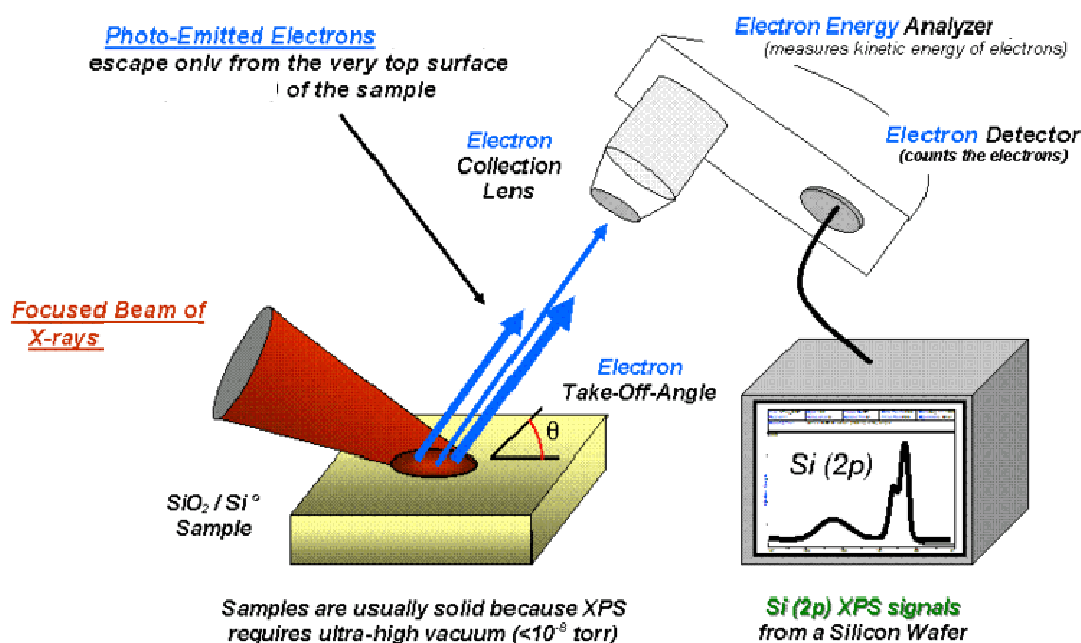 Photo-Emitted Electrons
escape only from the very top surface
of the sample
Electron Energy Analyzer
(measures kinetic energy of electrons)
Electron Detector
(counts the electrons)
Electron
Collection
Lens
Focused Beam of
X-rays
Electron
Take-Off-Angle
θ
SiO₂ / Si°
Sample
Si (2p)
Samples are usually solid because XPS
requires ultra-high vacuum (<10⁻⁸ torr)
Si (2p) XPS signals
from a Silicon Wafer